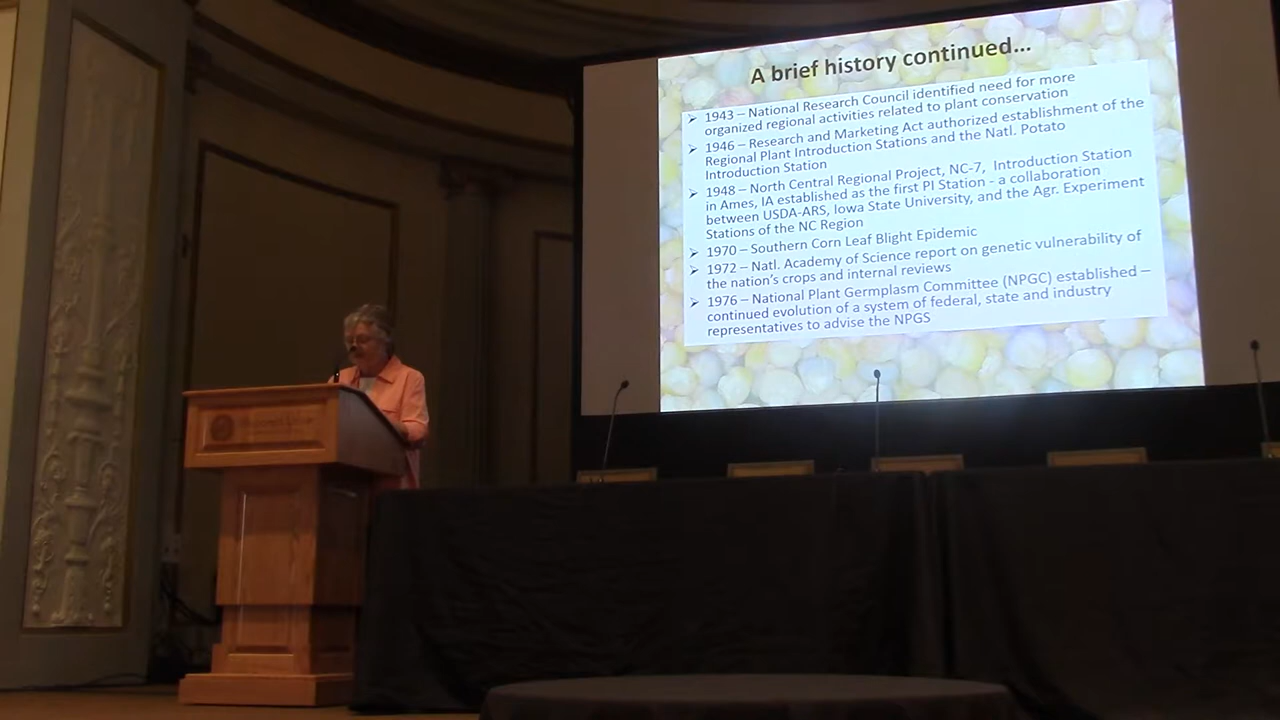 A brief history continued...
➢ 1943 – National Research Council identified need for more
organized regional activities related to plant conservation
➢ 1946 – Research and Marketing Act authorized establishment of the
Regional Plant Introduction Stations and the Natl. Potato
Introduction Station
➢ 1948 – North Central Regional Project, NC-7, Introduction Station
in Ames, IA established as the first PI Station - a collaboration
between USDA-ARS, Iowa State University, and the Agr. Experiment
Stations of the NC Region
➢ 1970 – Southern Corn Leaf Blight Epidemic
➢ 1972 – Natl. Academy of Science report on genetic vulnerability of
the nation's crops and internal reviews
➢ 1976 – National Plant Germplasm Committee (NPGC) established –
continued evolution of a system of federal, state and industry
representatives to advise the NPGS